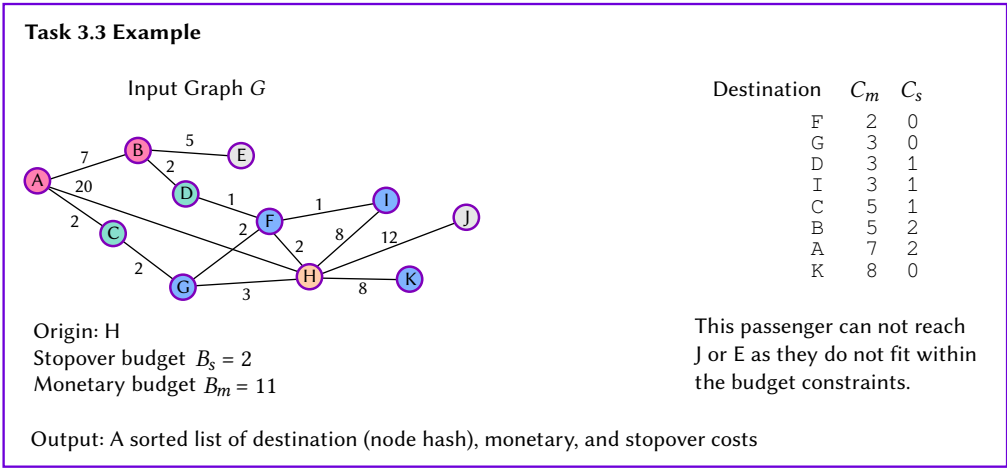 Task 3.3 Example
Input Graph G
7
5
B
E
2
A
20
D
1
1
I
2
F
2
8
12
J
C
2
2
H
G
3
8
K
Origin: H
Stopover budget Bs = 2
Monetary budget Bm = 11
Destination Cm Cs
F 2 0
G 3 0
D 3 1
I 3 1
C 5 1
B 5 2
A 7 2
K 8 0
This passenger can not reach
J or E as they do not fit within
the budget constraints.
Output: A sorted list of destination (node hash), monetary, and stopover costs